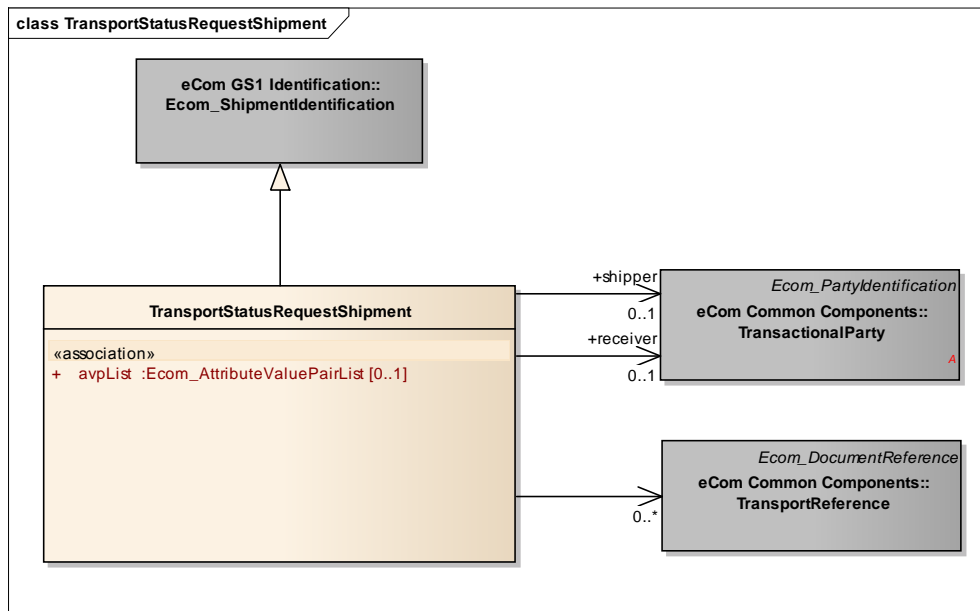 class TransportStatusRequestShipment
eCom GS1 Identification::
Ecom_ShipmentIdentification
TransportStatusRequestShipment
«association»
+ avpList :Ecom_AttributeValuePairList [0..1]
+shipper
0..1
+receiver
0..1
Ecom_PartyIdentification
eCom Common Components::
TransactionalParty
A
Ecom_DocumentReference
eCom Common Components::
TransportReference
0..*